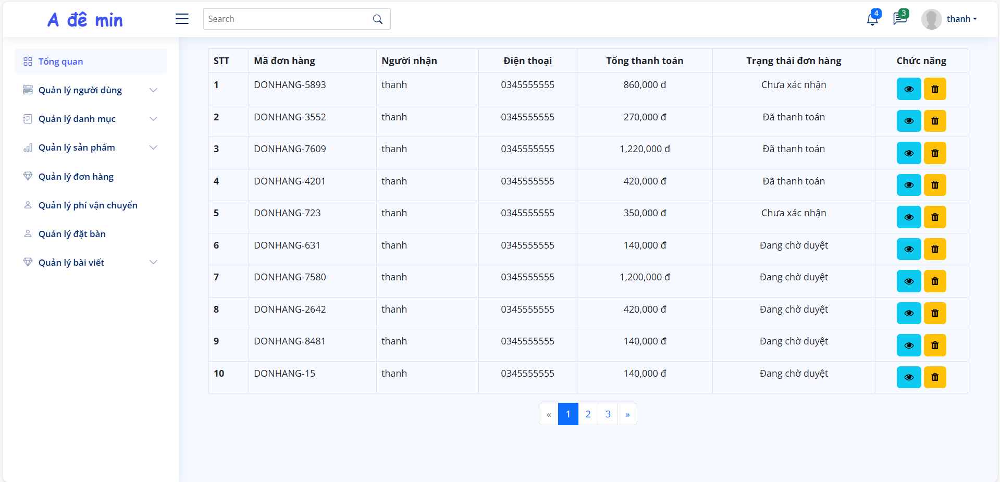 A đê min
Search
4
3
thanh
Tổng quan
Quản lý người dùng
Quản lý danh mục
Quản lý sản phẩm
Quản lý đơn hàng
Quản lý phí vận chuyển
Quản lý đặt bàn
Quản lý bài viết
STT Mã đơn hàng Người nhận Điện thoại Tổng thanh toán Trạng thái đơn hàng Chức năng
1 DONHANG-5893 thanh 0345555555 860,000 đ Chưa xác nhận
2 DONHANG-3552 thanh 0345555555 270,000 đ Đã thanh toán
3 DONHANG-7609 thanh 0345555555 1,220,000 đ Đã thanh toán
4 DONHANG-4201 thanh 0345555555 420,000 đ Đã thanh toán
5 DONHANG-723 thanh 0345555555 350,000 đ Chưa xác nhận
6 DONHANG-631 thanh 0345555555 140,000 đ Đang chờ duyệt
7 DONHANG-7580 thanh 0345555555 1,200,000 đ Đang chờ duyệt
8 DONHANG-2642 thanh 0345555555 420,000 đ Đang chờ duyệt
9 DONHANG-8481 thanh 0345555555 140,000 đ Đang chờ duyệt
10 DONHANG-15 thanh 0345555555 140,000 đ Đang chờ duyệt
« 1 2 3 »